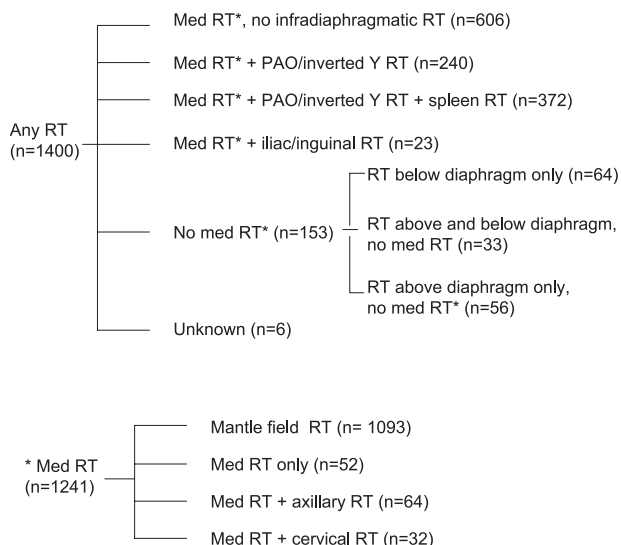 Med RT*, no infradiaphragmatic RT (n=606)
Med RT* + PAO/inverted Y RT (n=240)
Med RT* + PAO/inverted Y RT + spleen RT (n=372)
Any RT
(n=1400)
Med RT* + iliac/inguinal RT (n=23)
RT below diaphragm only (n=64)
No med RT* (n=153)
RT above and below diaphragm,
no med RT (n=33)
RT above diaphragm only,
no med RT* (n=56)
Unknown (n=6)
Mantle field RT (n= 1093)
* Med RT
(n=1241)
Med RT only (n=52)
Med RT + axillary RT (n=64)
Med RT + cervical RT (n=32)